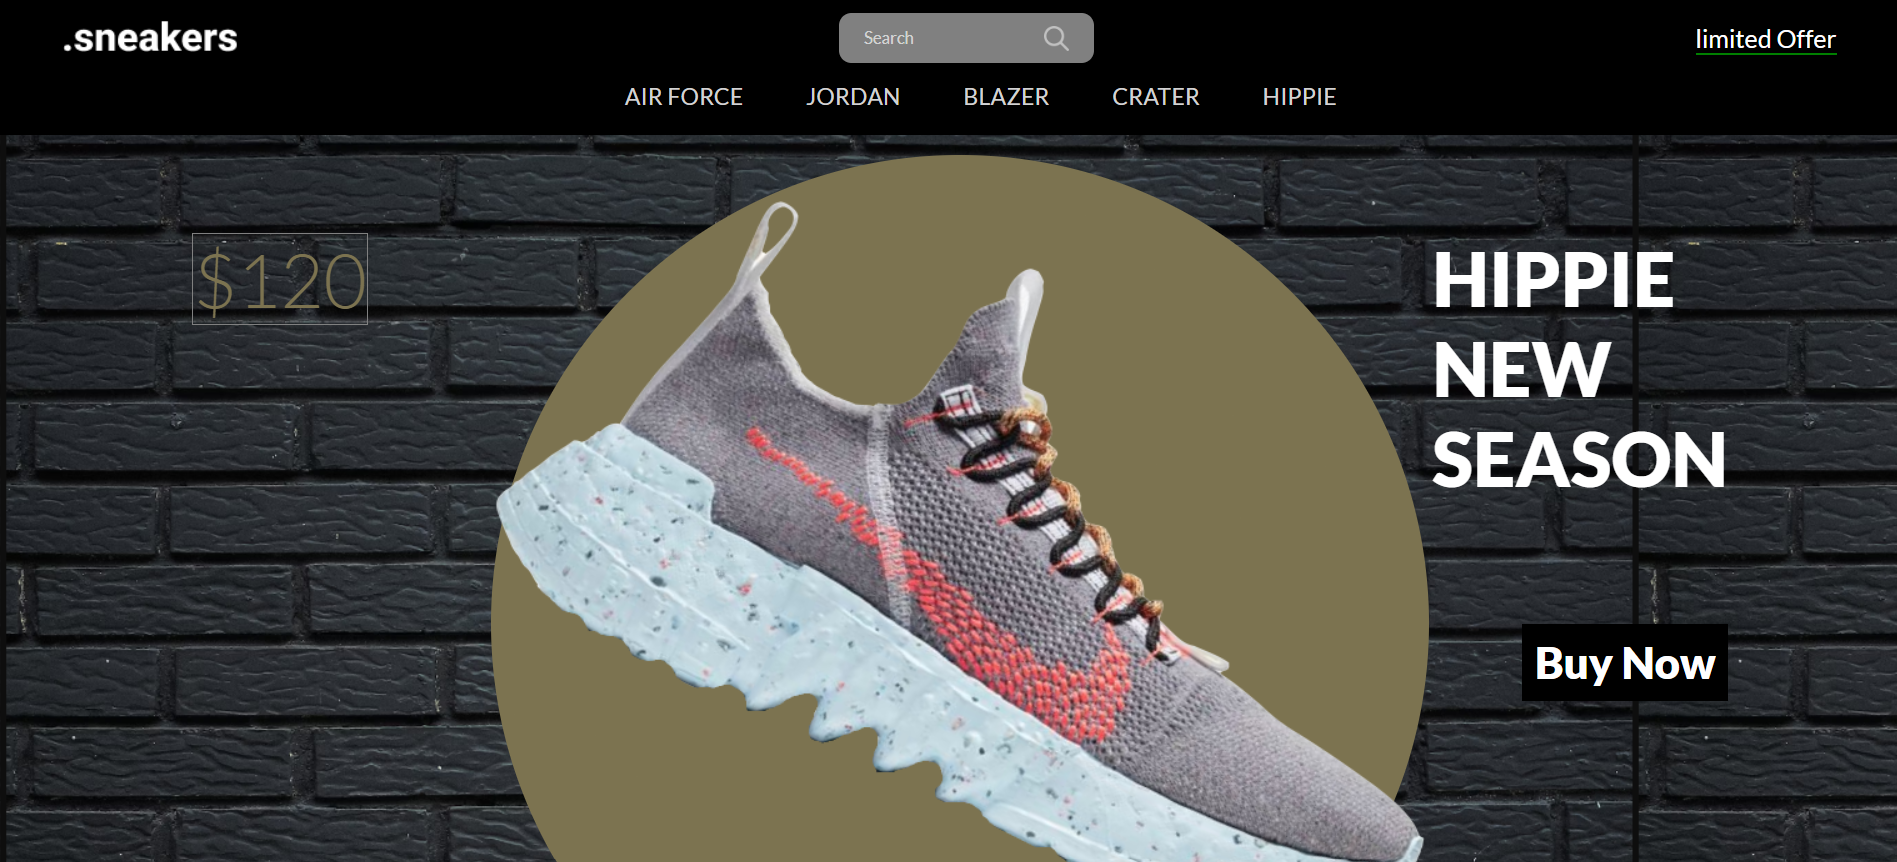 .sneakers
Search
limited Offer
AIR FORCE JORDAN BLAZER CRATER HIPPIE
$120
HIPPIE
NEW
SEASON
Buy Now